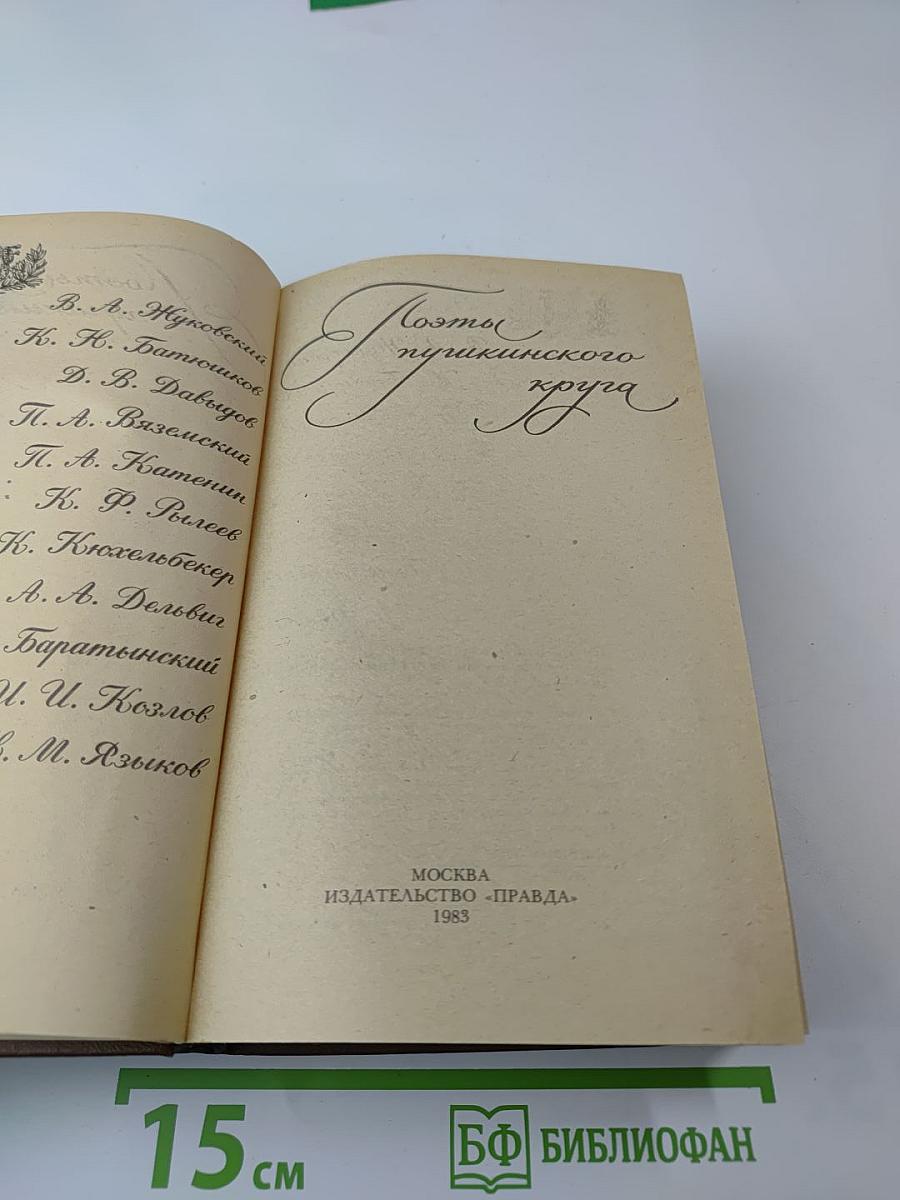 В. А. Жуковский
К. Н. Батюшков
Д. В. Давыдов
П. А. Вяземский
П. А. Катенин
К. Ф. Рылеев
К. Кюхельбекер
А. А. Дельвиг
Баратынский
И. И. Козлов
М. Языков
Поэты
пушкинского
круга
МОСКВА
ИЗДАТЕЛЬСТВО «ПРАВДА»
1983
15 см
БФ БИБЛИОФАН